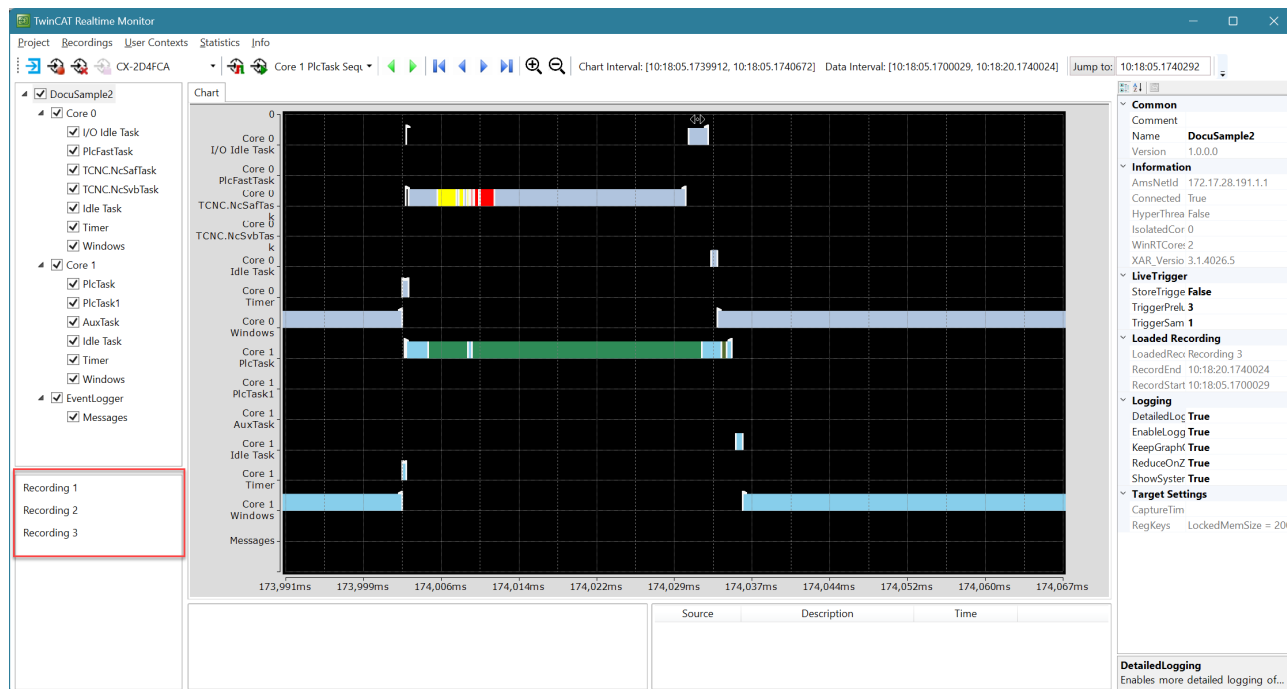 TwinCAT Realtime Monitor
Project Recordings User Contexts Statistics Info
CX-2D4FCA Core 1 PlcTask Sequ Chart Interval: [10:18:05.1739912, 10:18:05.1740672] Data Interval: [10:18:05.1700029, 10:18:20.1740024] Jump to: 10:18:05.1740292
DocuSample2
Core 0
I/O Idle Task
PlcFastTask
TCNC.NcSafTask
TCNC.NcSvbTask
Idle Task
Timer
Windows
Core 1
PlcTask
PlcTask1
AuxTask
Idle Task
Timer
Windows
EventLogger
Messages
Recording 1
Recording 2
Recording 3
Chart
0
Core 0
I/O Idle Task
Core 0
PlcFastTask
Core 0
TCNC.NcSafTas
k
Core 0
TCNC.NcSvbTas
k
Core 0
Idle Task
Core 0
Timer
Core 0
Windows
Core 1
PlcTask
Core 1
PlcTask1
Core 1
AuxTask
Core 1
Idle Task
Core 1
Timer
Core 1
Windows
Messages
173,991ms 173,999ms 174,006ms 174,014ms 174,022ms 174,029ms 174,037ms 174,044ms 174,052ms 174,060ms 174,067ms
Source Description Time
Common
Comment
Name DocuSample2
Version 1.0.0.0
Information
AmsNetId 172.17.28.191.1.1
Connected True
HyperThrea False
IsolatedCor 0
WinRTCores 2
XAR_Versio 3.1.4026.5
LiveTrigger
StoreTrigge False
TriggerPrelu 3
TriggerSam 1
Loaded Recording
LoadedReco Recording 3
RecordEnd 10:18:20.1740024
RecordStart 10:18:05.1700029
Logging
DetailedLog True
EnableLogg True
KeepGraph( True
ReduceOnZ True
ShowSyster True
Target Settings
CaptureTim
RegKeys LockedMemSize = 200
DetailedLogging
Enables more detailed logging of...